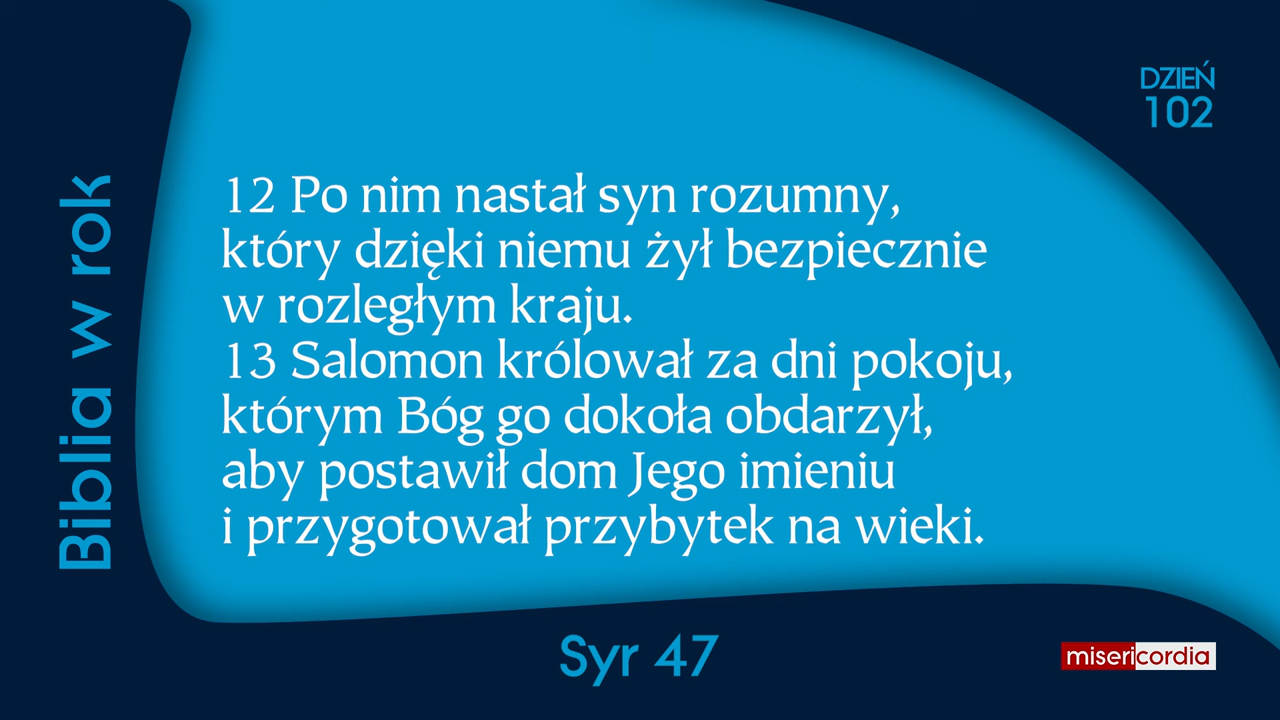 DZIEŃ
102
Biblia w rok
12 Po nim nastał syn rozumny,
który dzięki niemu żył bezpiecznie
w rozległym kraju.
13 Salomon królował za dni pokoju,
którym Bóg go dokoła obdarzył,
aby postawił dom Jego imieniu
i przygotował przybytek na wieki.
Syr 47
misericordia